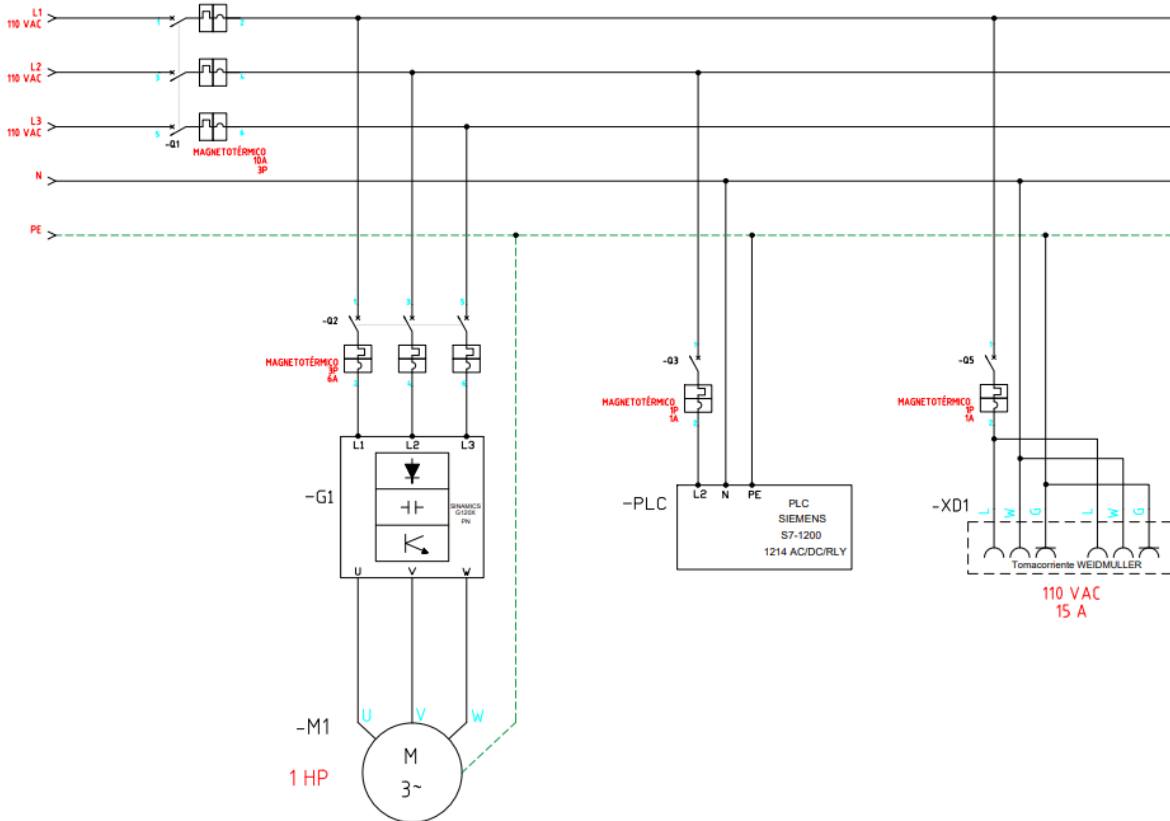 L1
110 VAC
1
2
L2
110 VAC
3
4
L3
110 VAC
5
6
-Q1
MAGNETOTÉRMICO
10A
3P
N
PE
1
3
5
-Q2
MAGNETOTÉRMICO
3P
6A
2
4
6
1
-Q3
MAGNETOTÉRMICO
1P
1A
2
1
-Q5
MAGNETOTÉRMICO
1P
1A
2
L1
L2
L3
-G1
SINAMICS
G120X
PN
U
V
W
-PLC
L2
N
PE
PLC
SIEMENS
S7-1200
1214 AC/DC/RLY
-XD1
L
W
G
L
W
G
Tomacorriente WEIDMULLER
110 VAC
15 A
-M1
U
V
W
1 HP
M
3~